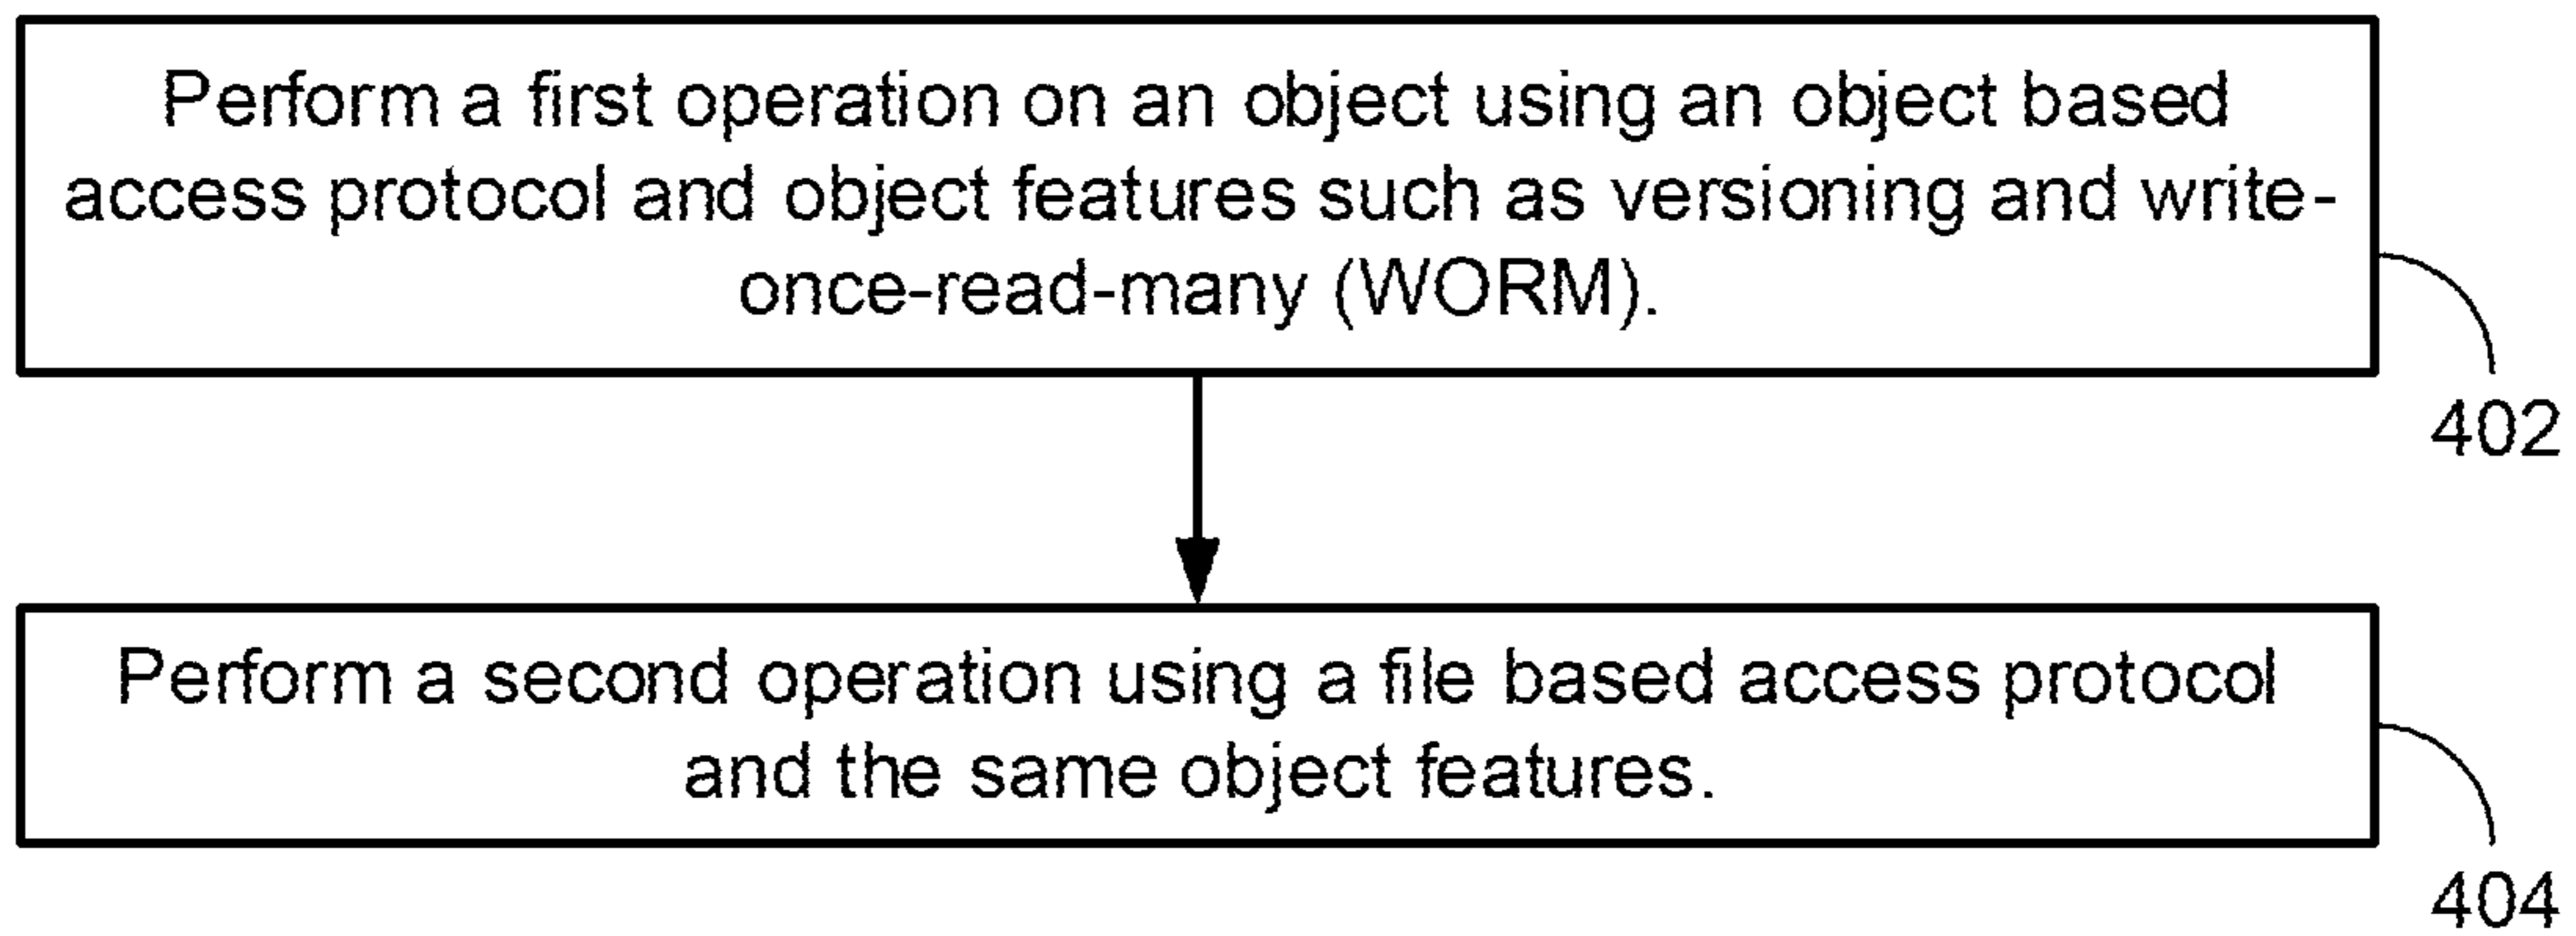 Perform a first operation on an object using an object based
access protocol and object features such as versioning and write-
once-read-many (WORM).
402
Perform a second operation using a file based access protocol
and the same object features.
404